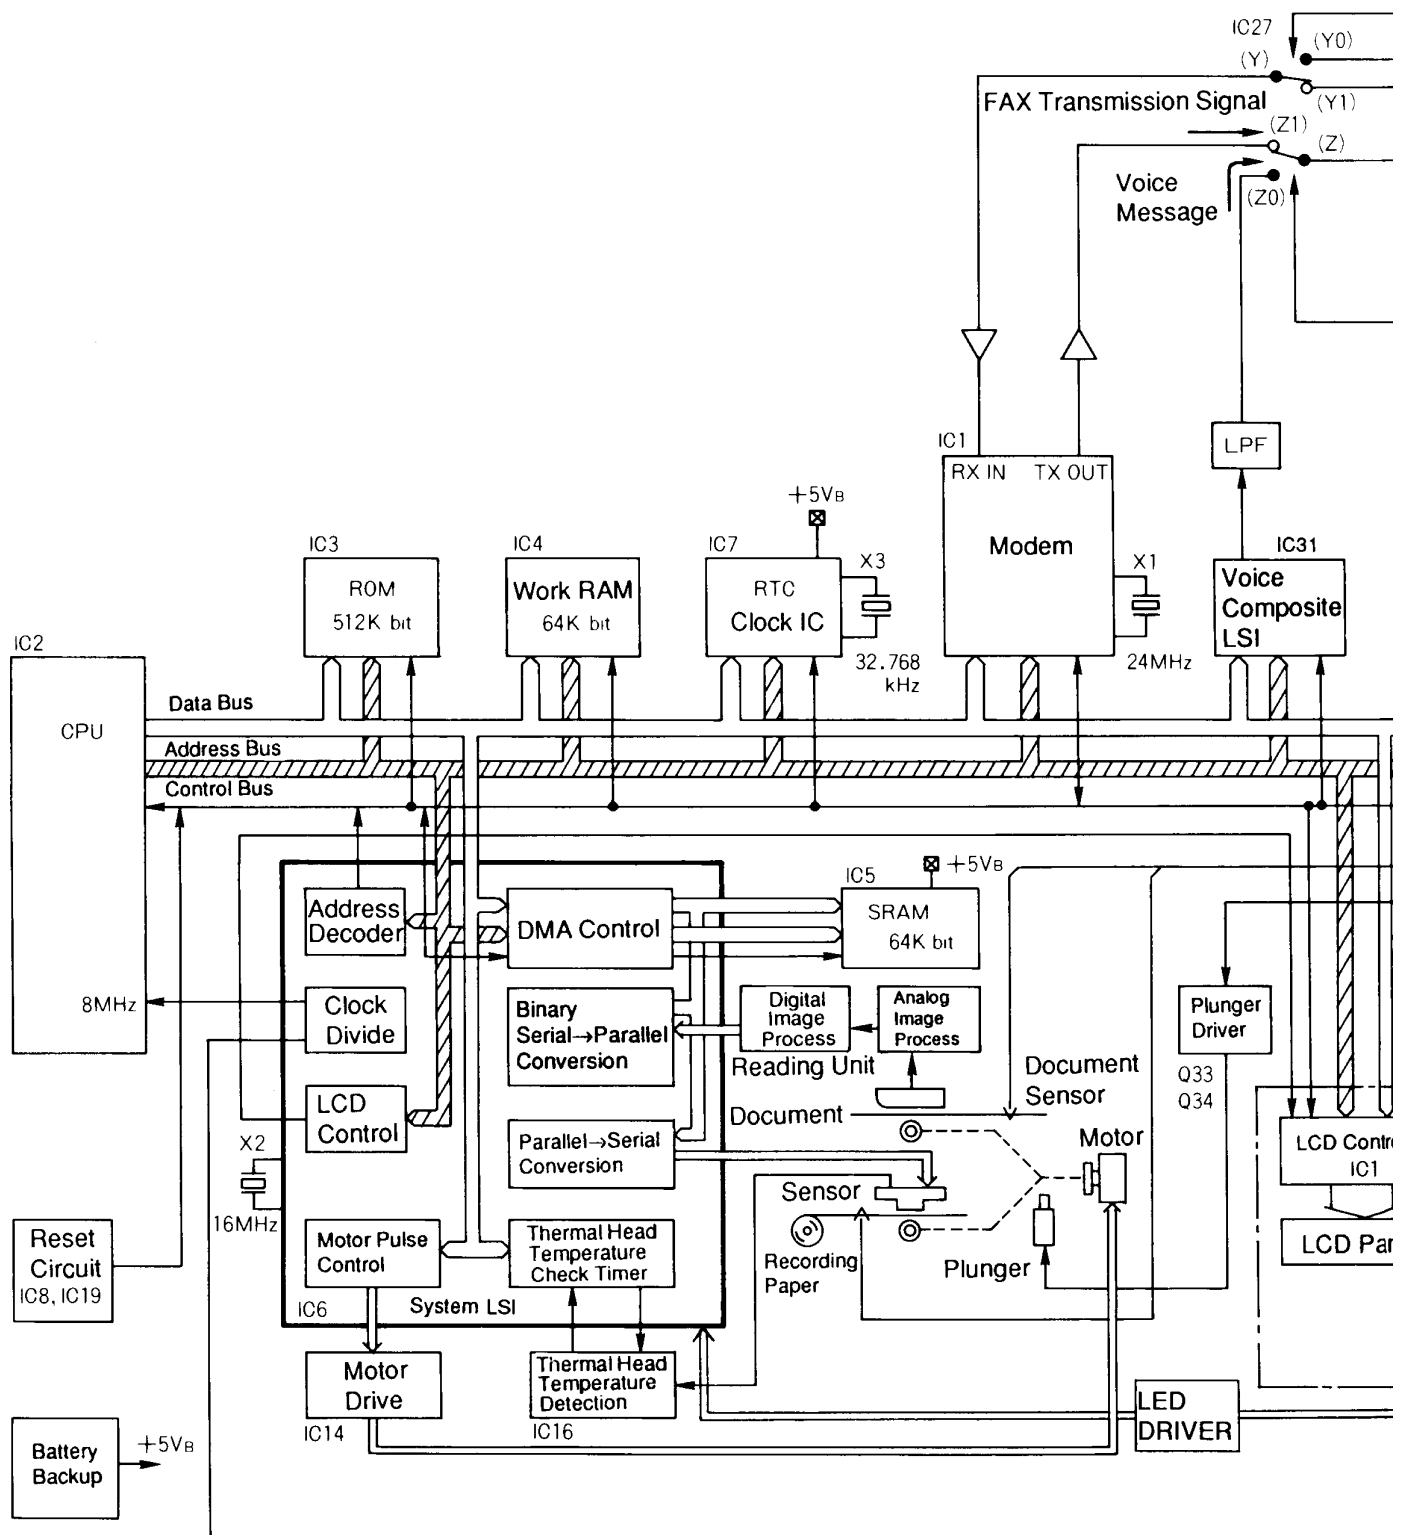 IC27
(Y0)
(Y)
FAX Transmission Signal
(Y1)
(Z1)
(Z)
Voice
Message
(Z0)
LPF
IC1
RX IN TX OUT
Modem
X1
24MHz
+5VB
IC3
ROM
512K bit
IC4
Work RAM
64K bit
IC7
RTC
Clock IC
X3
32.768
kHz
IC31
Voice
Composite
LSI
IC2
CPU
8MHz
Data Bus
Address Bus
Control Bus
Address
Decoder
DMA Control
IC5
+5VB
SRAM
64K bit
Clock
Divide
Binary
Serial→Parallel
Conversion
Digital
Image
Process
Analog
Image
Process
Reading Unit
Plunger
Driver
Q33
Q34
Document
Sensor
Document
LCD
Control
X2
16MHz
Parallel→Serial
Conversion
Motor
LCD Contr
IC1
Sensor
Reset
Circuit
IC8, IC19
Motor Pulse
Control
Thermal Head
Temperature
Check Timer
Recording
Paper
Plunger
LCD Pan
IC6
System LSI
Motor
Drive
IC14
Thermal Head
Temperature
Detection
IC16
LED
DRIVER
Battery
Backup
+5VB